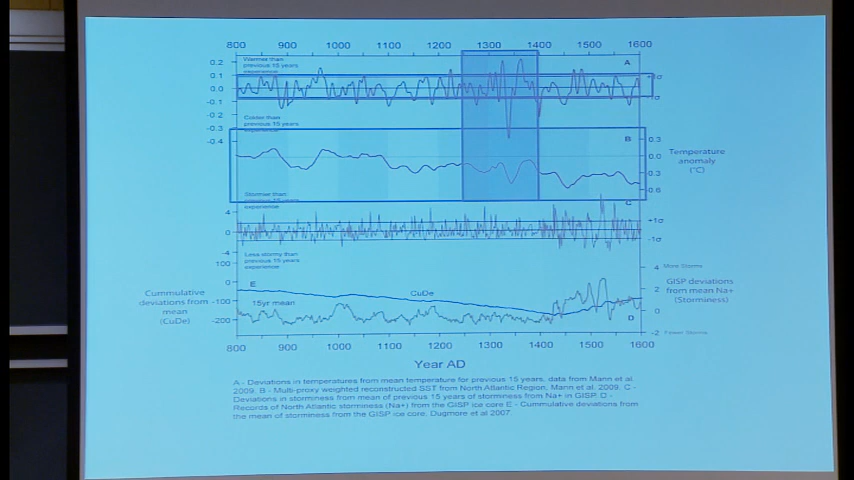 800 900 1000 1100 1200 1300 1400 1500 1600
Warmer than
previous 15 years
experience
A
0.2
0.1
0.0
-0.1
-0.2
-0.3
-0.4
+1σ
-1σ
Colder than
previous 15 years
experience
B
0.3
0.0
0.3
-0.6
Temperature
anomaly
(°C)
Stormier than
previous 15 years
experience
C
4
0
-4
+1σ
-1σ
Less stormy than
previous 15 years
experience
100
0
-100
-200
Cummulative
deviations from
mean
(CuDe)
E
CuDe
15yr mean
D
4
2
0
-2
More Storms
GISP deviations
from mean Na+
(Storminess)
Fewer Storms
800 900 1000 1100 1200 1300 1400 1500 1600
Year AD
A - Deviations in temperatures from mean temperature for previous 15 years, data from Mann et al.
2009. B - Multi-proxy weighted reconstructed SST from North Atlantic Region, Mann et al. 2009. C -
Deviations in storminess from mean of previous 15 years of storminess from Na+ in GISP. D -
Records of North Atlantic storminess (Na+) from the GISP ice core E - Cummulative deviations from
the mean of storminess from the GISP ice core. Dugmore et al 2007.